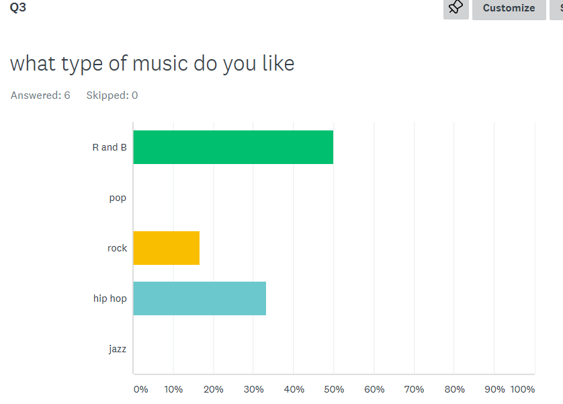 Q3
Customize
what type of music do you like
Answered: 6 Skipped: 0
R and B
pop
rock
hip hop
jazz
0% 10% 20% 30% 40% 50% 60% 70% 80% 90% 100%